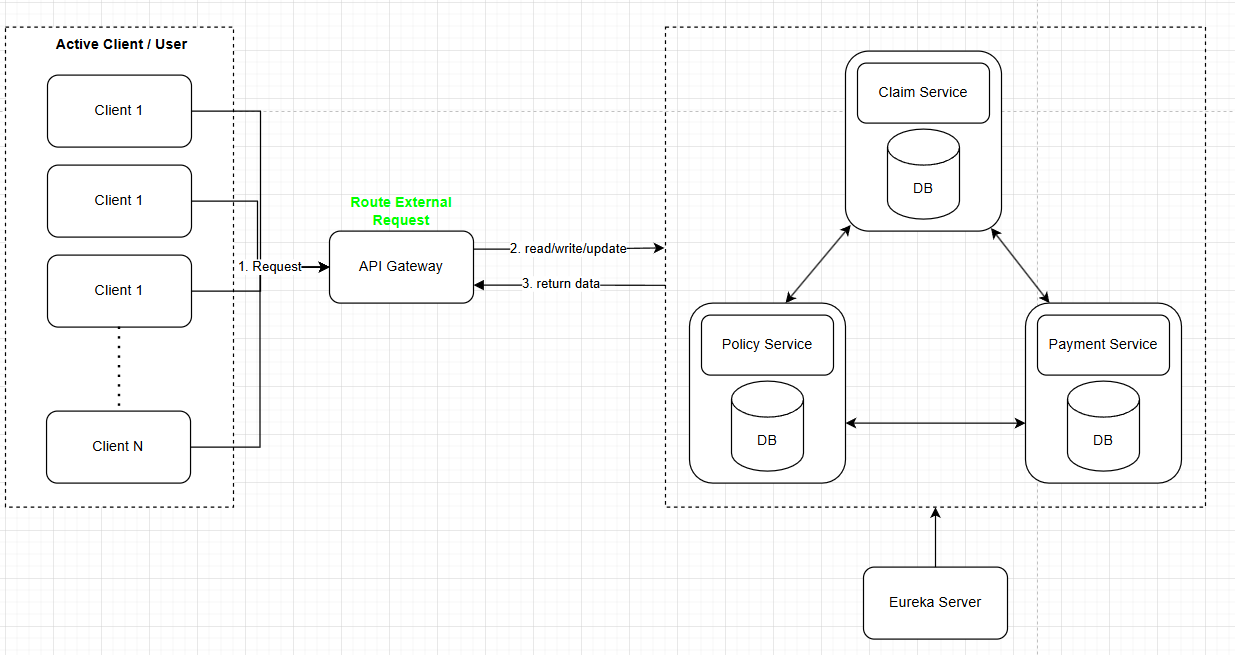 Active Client / User
Client 1
Client 1
Client 1
Client N
1. Request
Route External
Request
API Gateway
2. read/write/update
3. return data
Claim Service
DB
Policy Service
DB
Payment Service
DB
Eureka Server